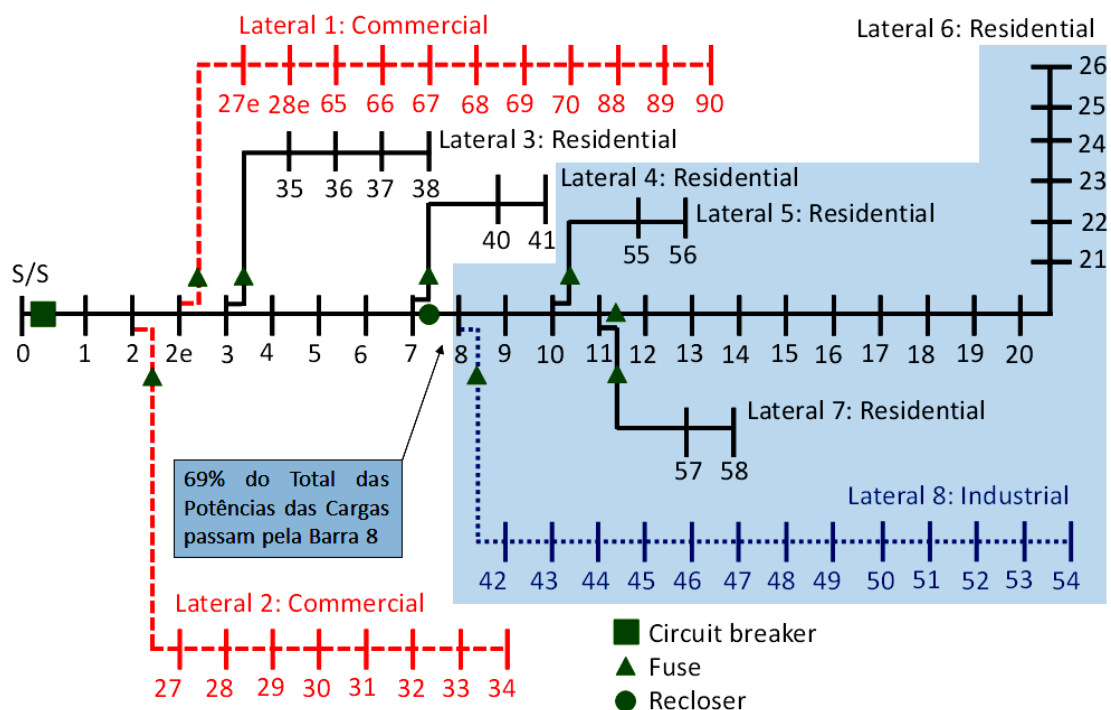 Lateral 1: Commercial
Lateral 6: Residential
27e 28e 65 66 67 68 69 70 88 89 90
26
25
24
23
22
21
Lateral 3: Residential
35 36 37 38
Lateral 4: Residential
40 41
Lateral 5: Residential
55 56
S/S
0 1 2 2e 3 4 5 6 7 8 9 10 11 12 13 14 15 16 17 18 19 20
Lateral 7: Residential
57 58
69% do Total das
Potências das Cargas
passam pela Barra 8
Lateral 8: Industrial
42 43 44 45 46 47 48 49 50 51 52 53 54
Lateral 2: Commercial
27 28 29 30 31 32 33 34
Circuit breaker
Fuse
Recloser